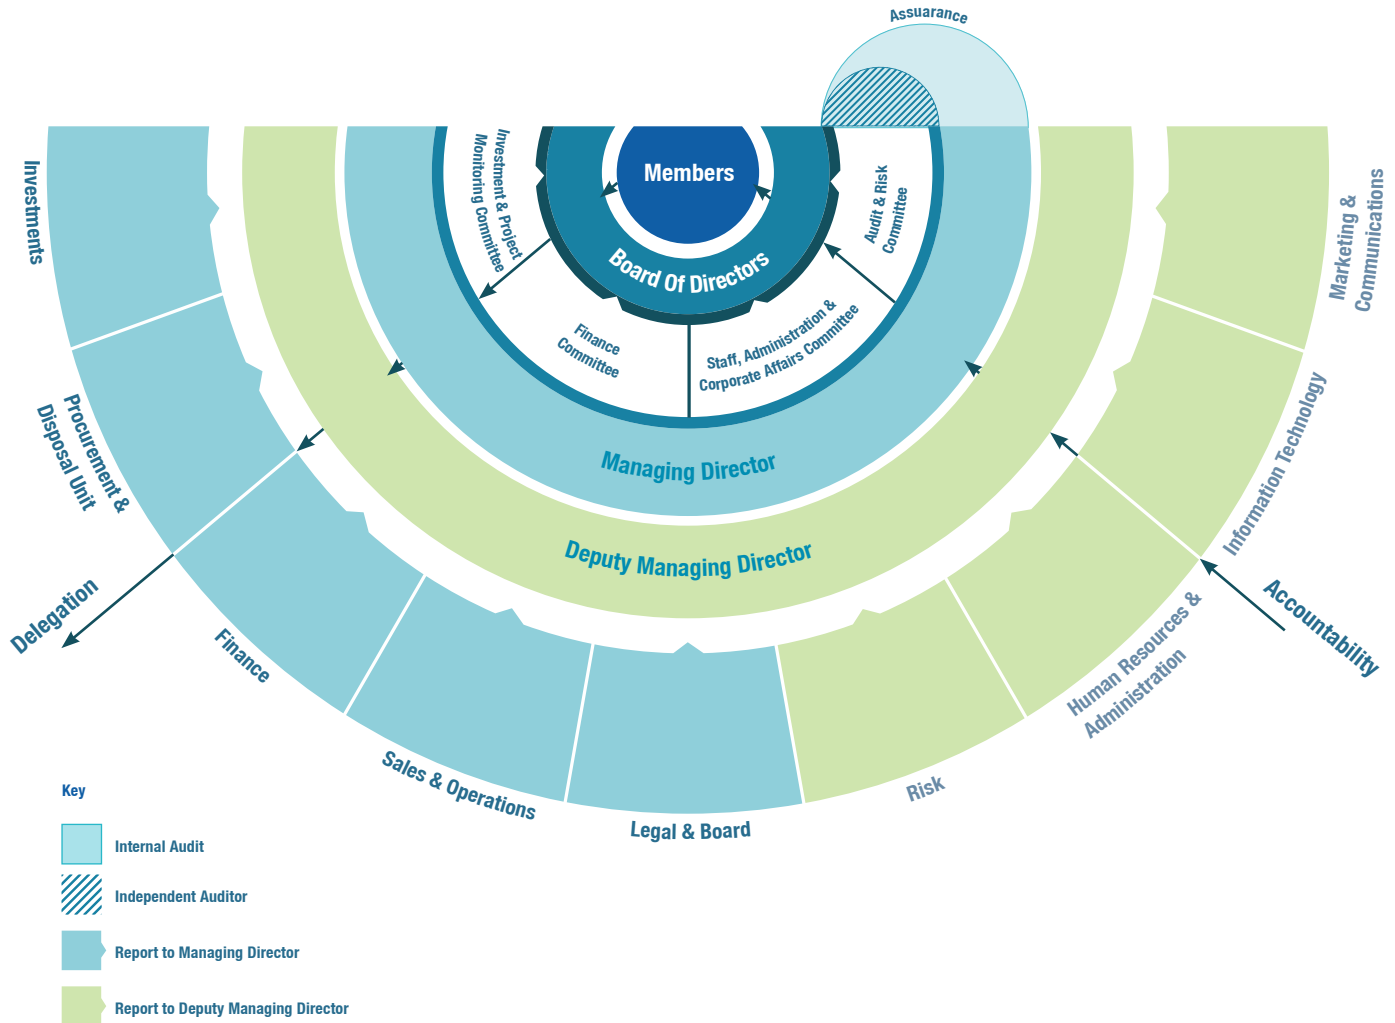 Assuarance
Members
Board Of Directors
Investment & Project
Monitoring Committee
Finance
Committee
Staff, Administration &
Corporate Affairs Committee
Audit & Risk
Committee
Managing Director
Deputy Managing Director
Investments
Procurement &
Disposal Unit
Finance
Sales & Operations
Legal & Board
Risk
Human Resources &
Administration
Information Technology
Marketing &
Communications
Delegation
Accountability
Key
Internal Audit
Independent Auditor
Report to Managing Director
Report to Deputy Managing Director